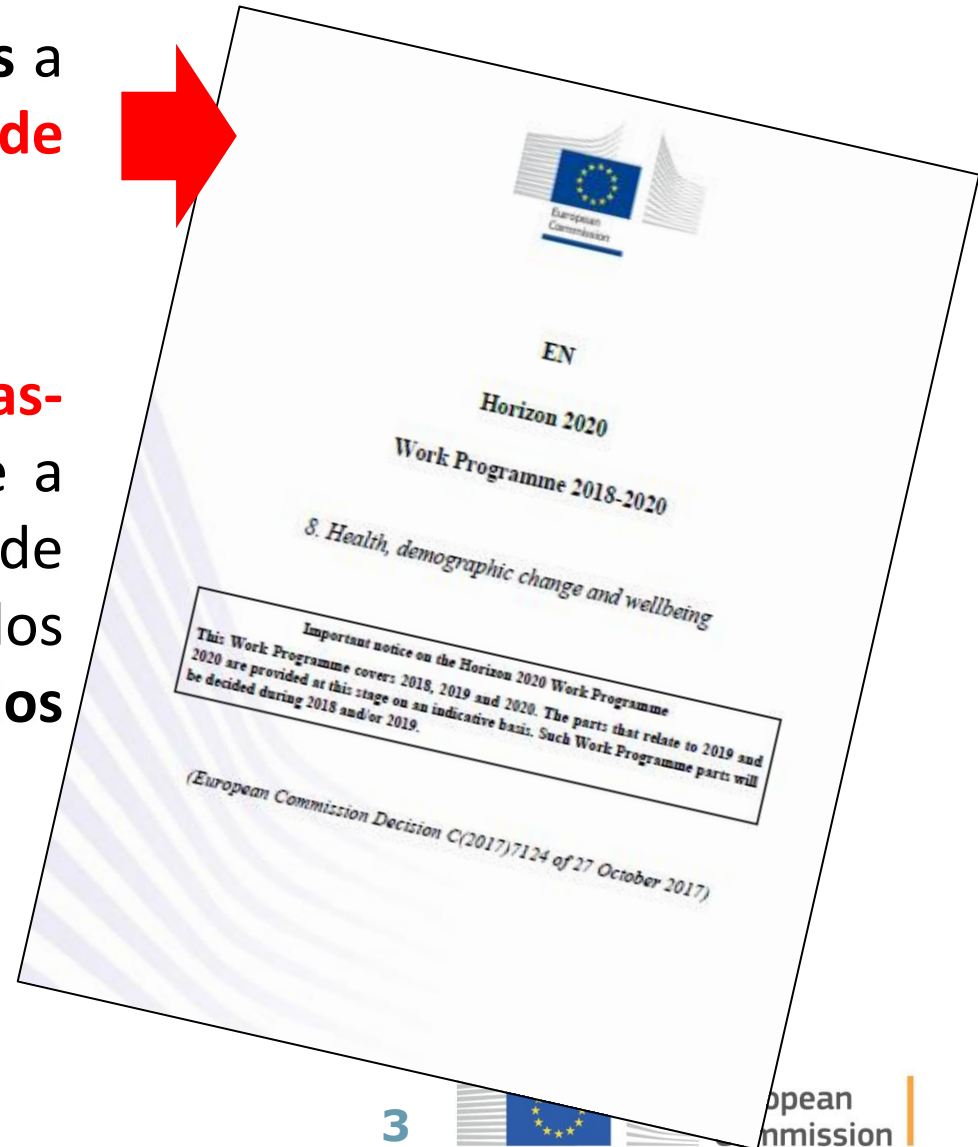 s a
de
as-
e a
de
los
os
European
Commission
EN
Horizon 2020
Work Programme 2018-2020
8. Health, demographic change and wellbeing
Important notice on the Horizon 2020 Work Programme
This Work Programme covers 2018, 2019 and 2020. The parts that relate to 2019 and
2020 are provided at this stage on an indicative basis. Such Work Programme parts will
be decided during 2018 and/or 2019.
(European Commission Decision C(2017)7124 of 27 October 2017)
3
opean
mmission